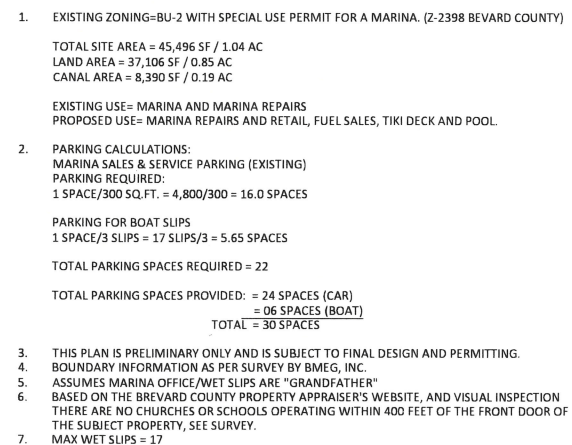 1. EXISTING ZONING=BU-2 WITH SPECIAL USE PERMIT FOR A MARINA. (Z-2398 BEVARD COUNTY)
TOTAL SITE AREA = 45,496 SF / 1.04 AC
LAND AREA = 37,106 SF / 0.85 AC
CANAL AREA = 8,390 SF / 0.19 AC
EXISTING USE= MARINA AND MARINA REPAIRS
PROPOSED USE= MARINA REPAIRS AND RETAIL, FUEL SALES, TIKI DECK AND POOL.
2. PARKING CALCULATIONS:
MARINA SALES & SERVICE PARKING (EXISTING)
PARKING REQUIRED:
1 SPACE/300 SQ.FT. = 4,800/300 = 16.0 SPACES
PARKING FOR BOAT SLIPS
1 SPACE/3 SLIPS = 17 SLIPS/3 = 5.65 SPACES
TOTAL PARKING SPACES REQUIRED = 22
TOTAL PARKING SPACES PROVIDED: = 24 SPACES (CAR)
= 06 SPACES (BOAT)
TOTAL = 30 SPACES
3. THIS PLAN IS PRELIMINARY ONLY AND IS SUBJECT TO FINAL DESIGN AND PERMITTING.
4. BOUNDARY INFORMATION AS PER SURVEY BY BMEG, INC.
5. ASSUMES MARINA OFFICE/WET SLIPS ARE "GRANDFATHER"
6. BASED ON THE BREVARD COUNTY PROPERTY APPRAISER'S WEBSITE, AND VISUAL INSPECTION
THERE ARE NO CHURCHES OR SCHOOLS OPERATING WITHIN 400 FEET OF THE FRONT DOOR OF
THE SUBJECT PROPERTY, SEE SURVEY.
7. MAX WET SLIPS = 17